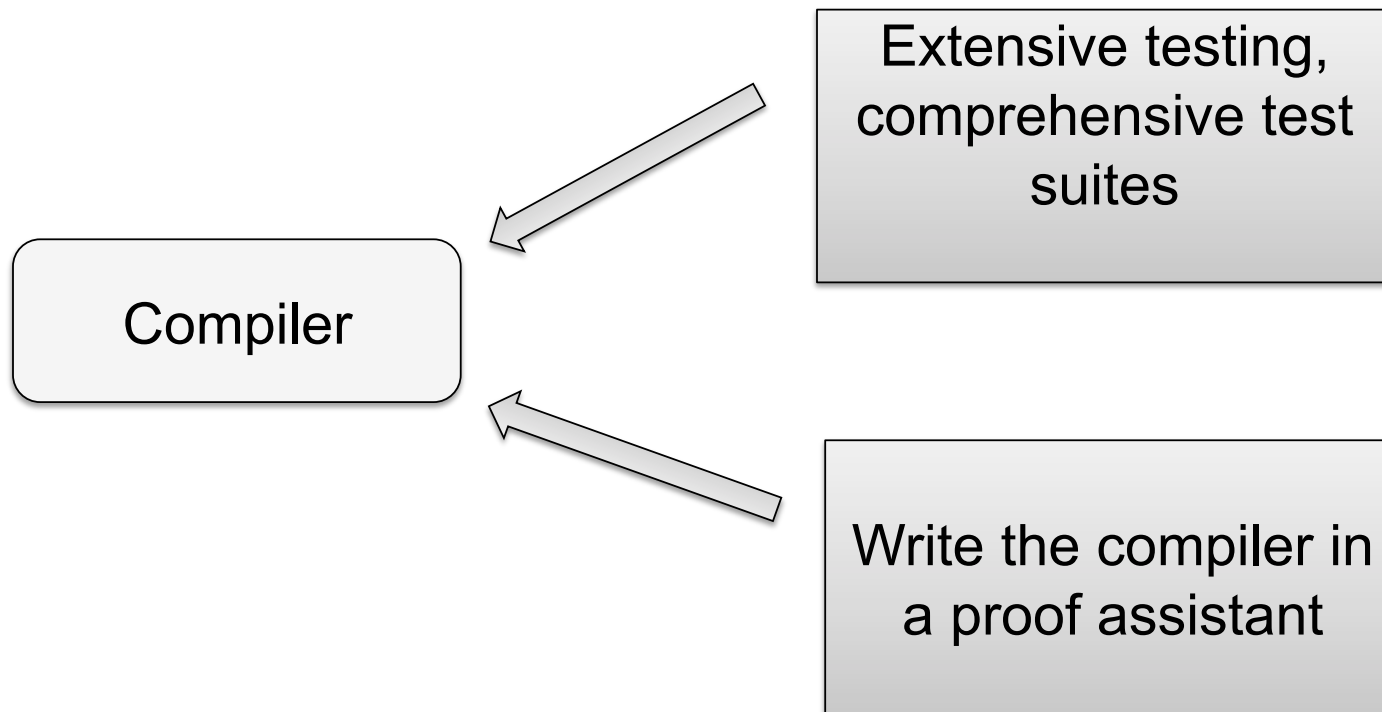 Extensive testing,
comprehensive test
suites
Compiler
Write the compiler in
a proof assistant